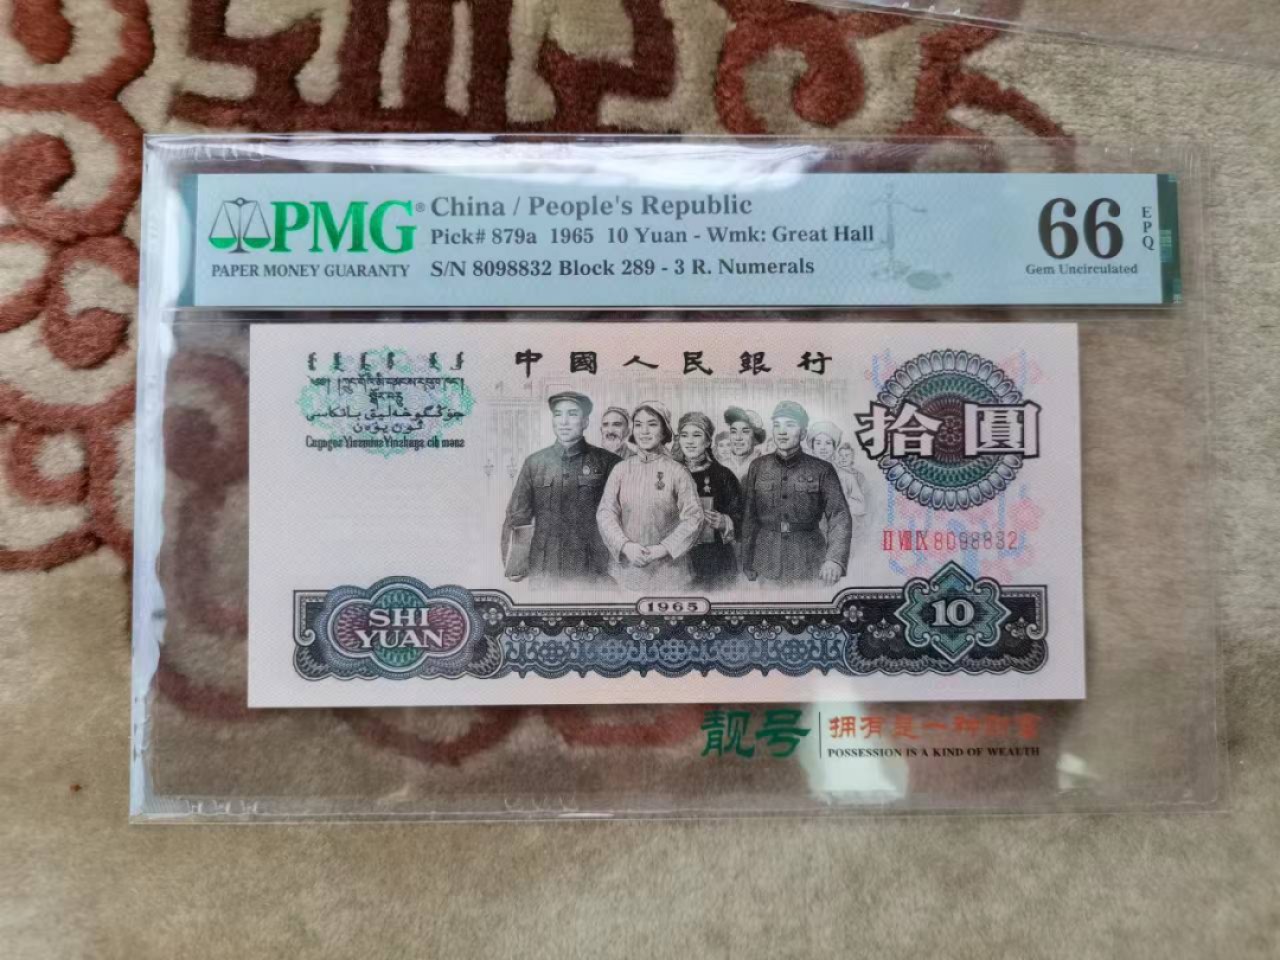 PMG®
PAPER MONEY GUARANTY
China / People's Republic
Pick# 879a 1965 10 Yuan - Wmk: Great Hall
S/N 8098832 Block 289 - 3 R. Numerals
66
EPQ
Gem Uncirculated
中國人民銀行
拾圓
ⅡⅧⅨ8098832
1965
SHI
YUAN
10
靓号
拥有是一种财富
POSSESSION IS A KIND OF WEALTH